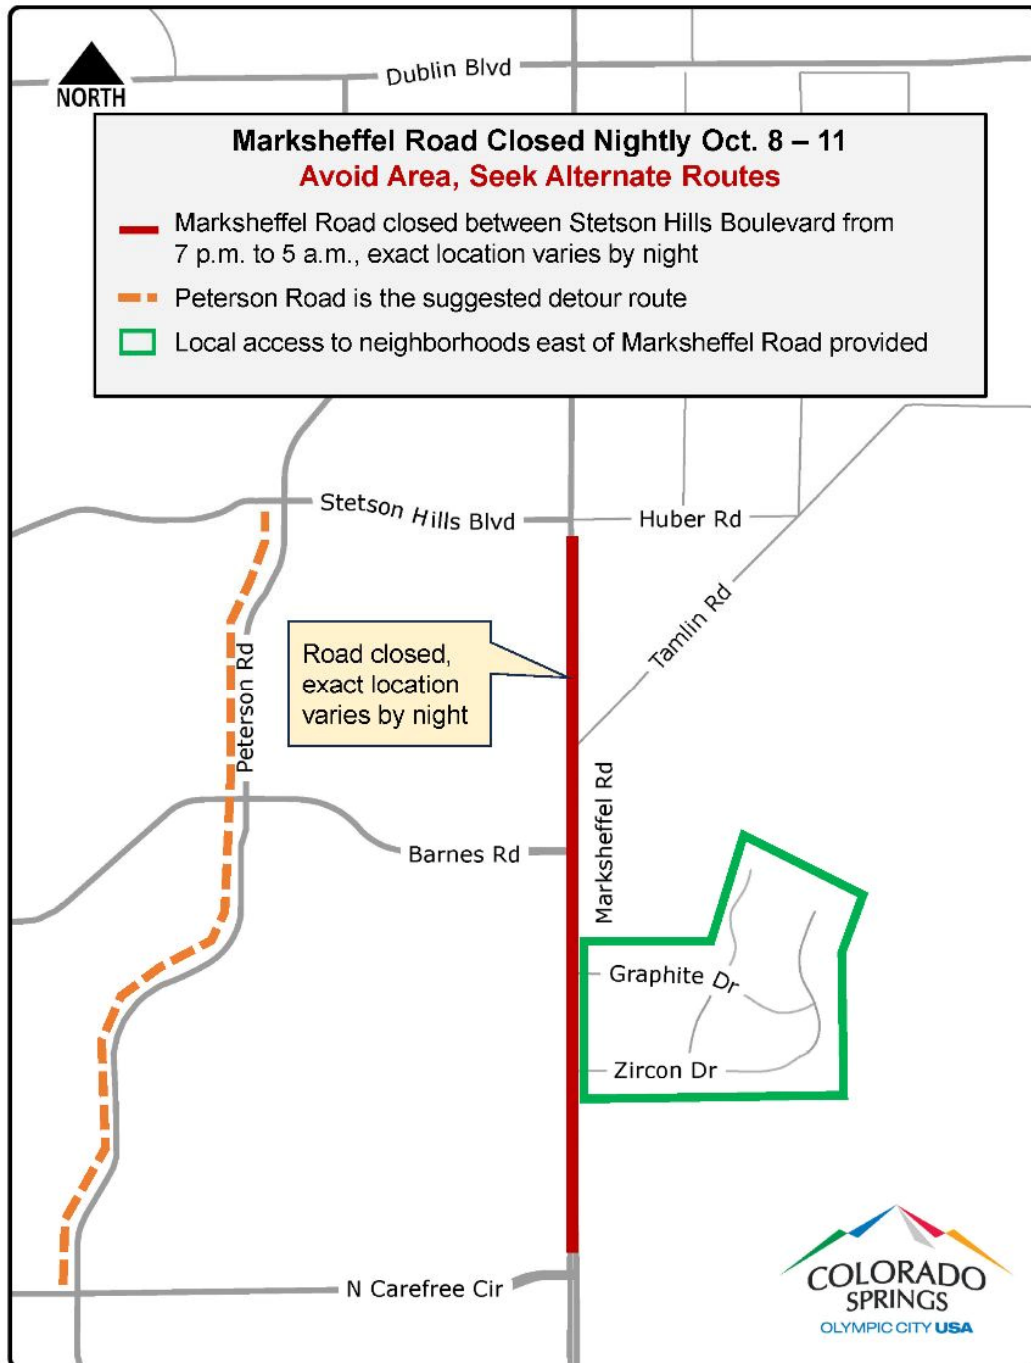 Dublin Blvd
NORTH
Marksheffel Road Closed Nightly Oct. 8 – 11
Avoid Area, Seek Alternate Routes
Marksheffel Road closed between Stetson Hills Boulevard from
7 p.m. to 5 a.m., exact location varies by night
Peterson Road is the suggested detour route
Local access to neighborhoods east of Marksheffel Road provided
Stetson Hills Blvd
Huber Rd
Tamlin Rd
Road closed,
exact location
varies by night
Peterson Rd
Marksheffel Rd
Barnes Rd
Graphite Dr
Zircon Dr
N Carefree Cir
COLORADO
SPRINGS
OLYMPIC CITY USA